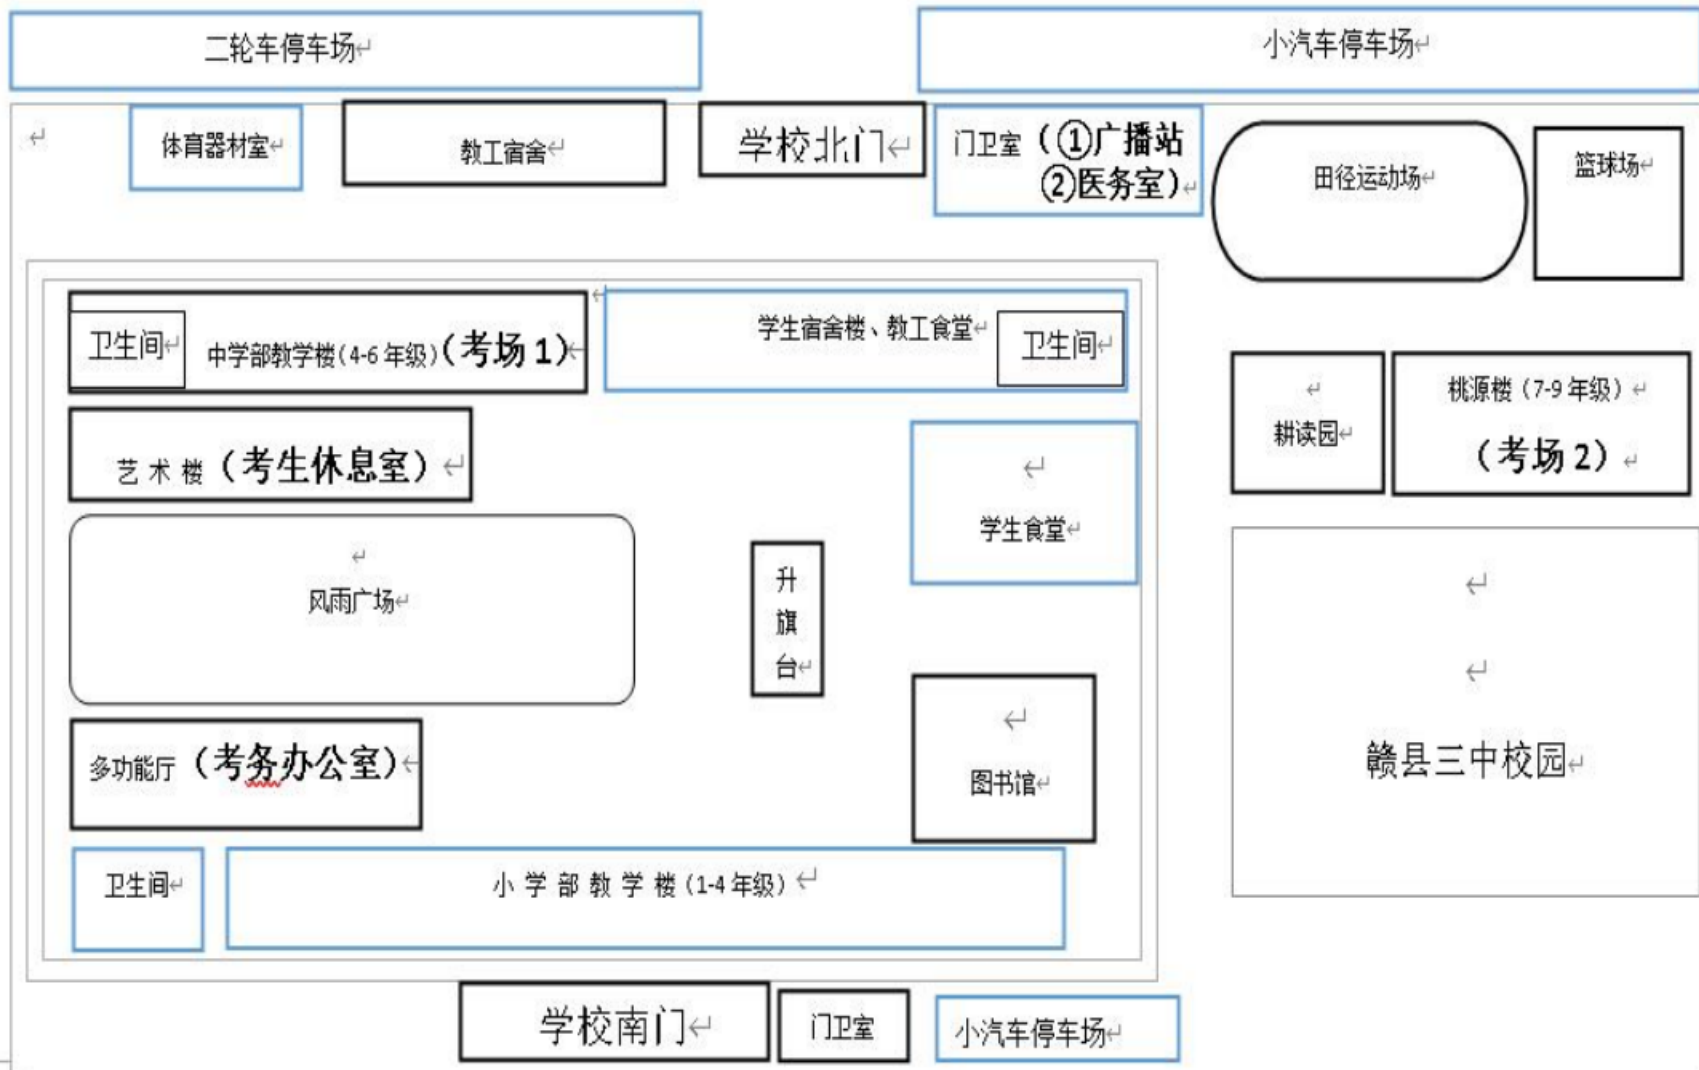 二轮车停车场
小汽车停车场
体育器材室
教工宿舍
学校北门
门卫室（①广播站
②医务室）
田径运动场
篮球场
卫生间
中学部教学楼(4-6 年级)(考场 1)
学生宿舍楼、教工食堂
卫生间
耕读园
桃源楼（7-9 年级）
（考场 2）
艺 术 楼（考生休息室）
学生食堂
风雨广场
升
旗
台
多功能厅（考务办公室）
图书馆
赣县三中校园
卫生间
小 学 部 教 学 楼（1-4 年级）
学校南门
门卫室
小汽车停车场